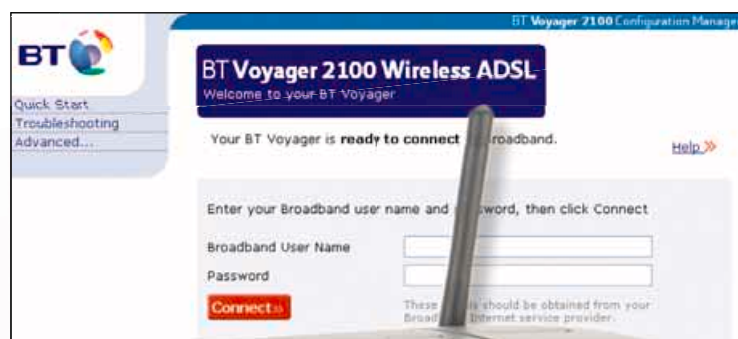 BT Voyager 2100 Configuration Manage
BT
BT Voyager 2100 Wireless ADSL
Welcome to your BT Voyager
Quick Start
Troubleshooting
Advanced...
Your BT Voyager is ready to connect roadband.
Help »
Enter your Broadband user name and p sword, then click Connect
Broadband User Name
Password
Connect »
These s should be obtained from your
Broad Internet service provider.